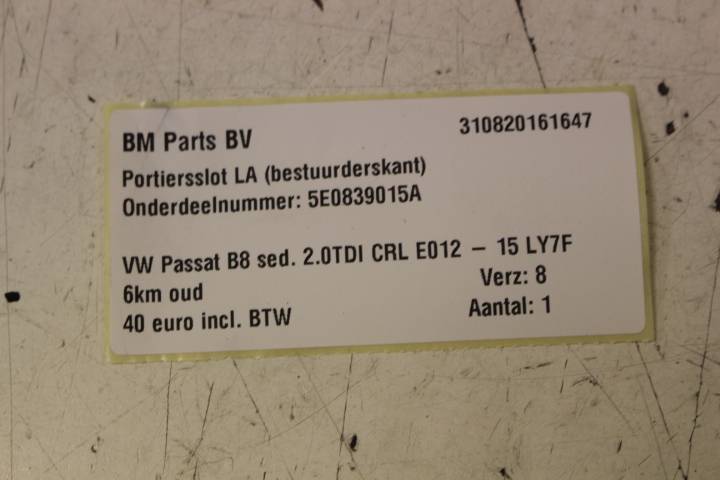 BM Parts BV 310820161647
Portiersslot LA (bestuurderskant)
Onderdeelnummer: 5E0839015A
VW Passat B8 sed. 2.0TDI CRL E012 – 15 LY7F
6km oud Verz: 8
40 euro incl. BTW Aantal: 1